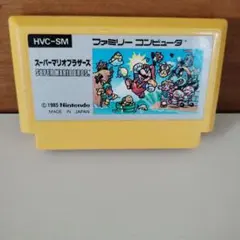 HVC-SM
ファミリー コンピュータ
スーパーマリオブラザーズ
SUPER MARIO BROS.
© 1985 Nintendo
MADE IN JAPAN